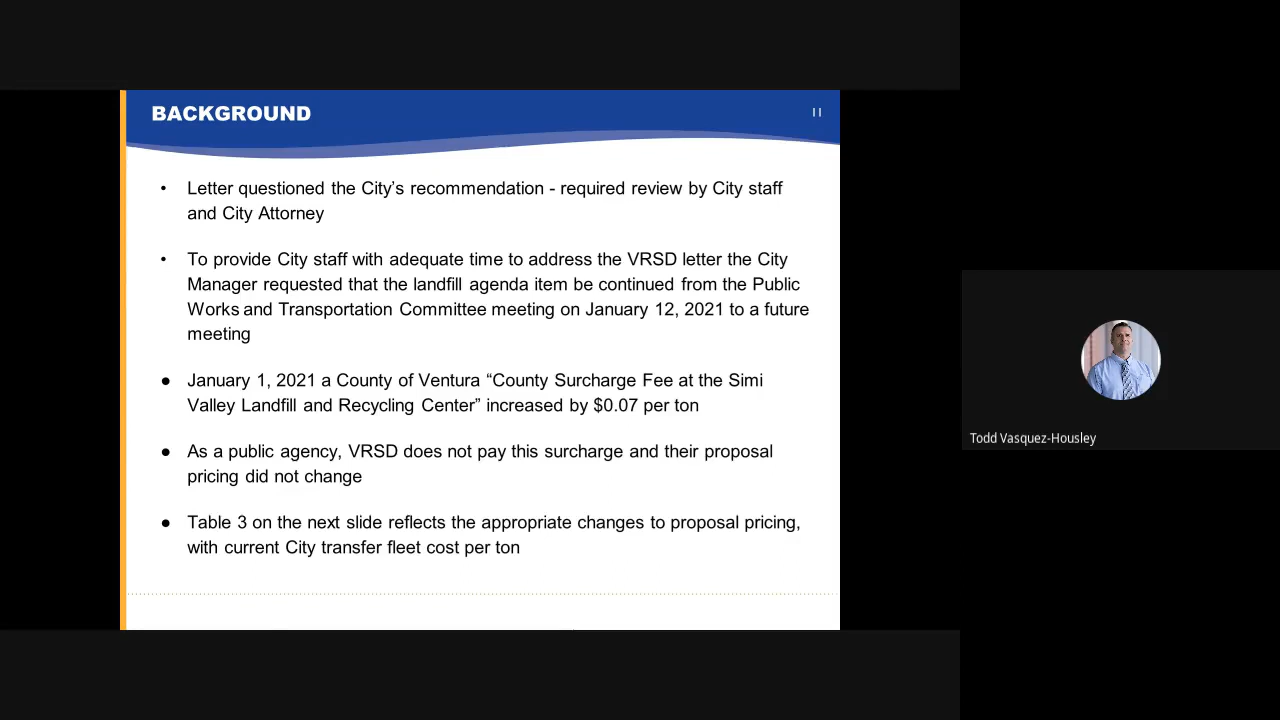 BACKGROUND
11
• Letter questioned the City’s recommendation - required review by City staff
and City Attorney
• To provide City staff with adequate time to address the VRSD letter the City
Manager requested that the landfill agenda item be continued from the Public
Works and Transportation Committee meeting on January 12, 2021 to a future
meeting
● January 1, 2021 a County of Ventura “County Surcharge Fee at the Simi
Valley Landfill and Recycling Center” increased by $0.07 per ton
● As a public agency, VRSD does not pay this surcharge and their proposal
pricing did not change
● Table 3 on the next slide reflects the appropriate changes to proposal pricing,
with current City transfer fleet cost per ton
Todd Vasquez-Housley